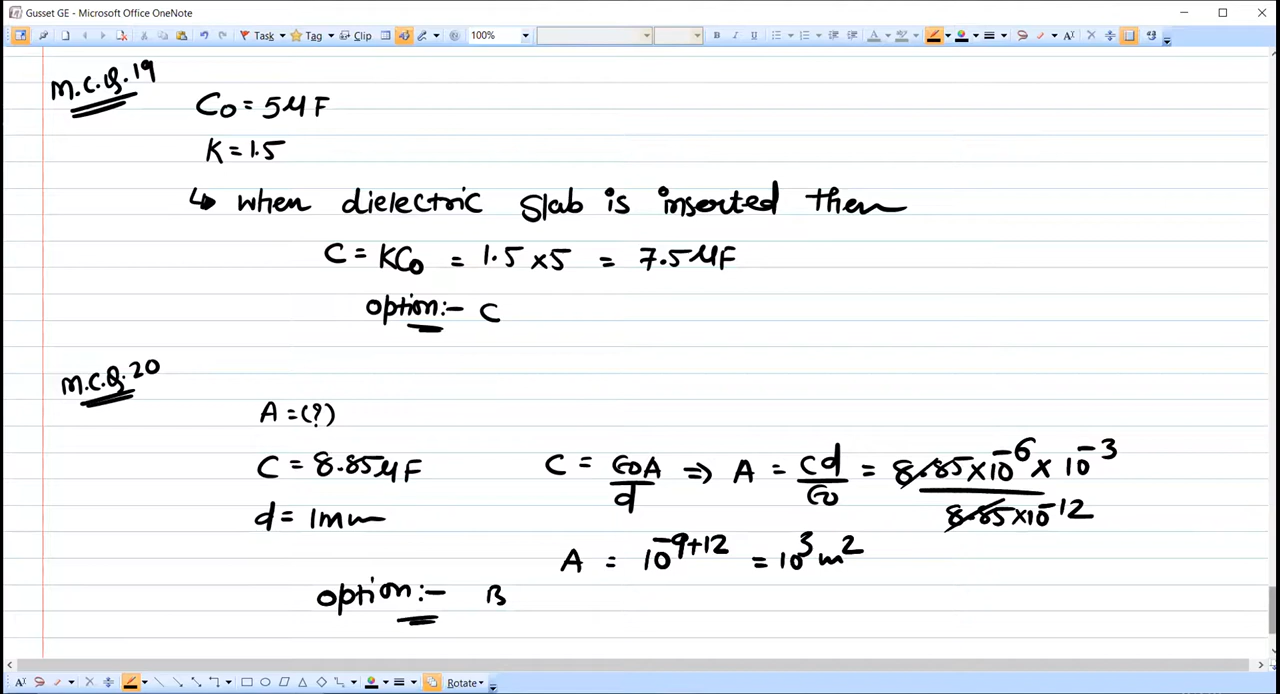 Gusset GE - Microsoft Office OneNote
Task Tag Clip 100% B I U
M.C.Q.19
C₀ = 5μF
K = 1.5
↳ when dielectric slab is inserted then
C = KC₀ = 1.5 × 5 = 7.5μF
option:- C
M.C.Q.20
A = (?)
C = 8.85μF
d = 1mm
C = ε₀A/d ⇒ A = Cd/ε₀ = 8.85×10⁻⁶ × 10⁻³ / 8.85×10⁻¹²
A = 10⁻⁹⁺¹² = 10³ m²
option:- B
Rotate